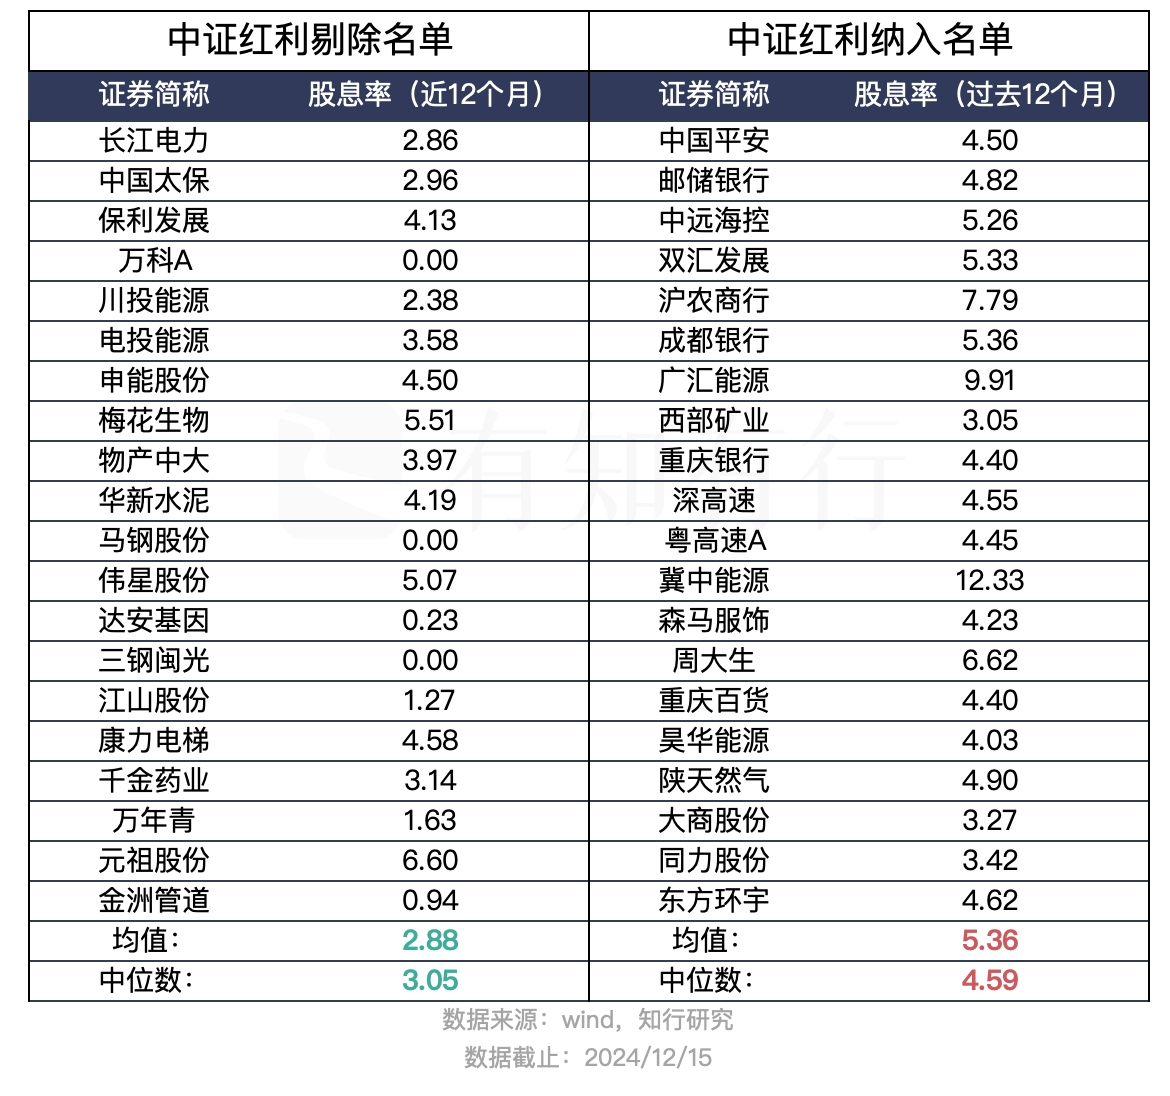 中证红利剔除名单 中证红利纳入名单
证券简称 股息率（近12个月） 证券简称 股息率（过去12个月）
长江电力 2.86 中国平安 4.50
中国太保 2.96 邮储银行 4.82
保利发展 4.13 中远海控 5.26
万科A 0.00 双汇发展 5.33
川投能源 2.38 沪农商行 7.79
电投能源 3.58 成都银行 5.36
申能股份 4.50 广汇能源 9.91
梅花生物 5.51 西部矿业 3.05
物产中大 3.97 重庆银行 4.40
华新水泥 4.19 深高速 4.55
马钢股份 0.00 粤高速A 4.45
伟星股份 5.07 冀中能源 12.33
达安基因 0.23 森马服饰 4.23
三钢闽光 0.00 周大生 6.62
江山股份 1.27 重庆百货 4.40
康力电梯 4.58 昊华能源 4.03
千金药业 3.14 陕天然气 4.90
万年青 1.63 大商股份 3.27
元祖股份 6.60 同力股份 3.42
金洲管道 0.94 东方环宇 4.62
均值： 2.88 均值： 5.36
中位数： 3.05 中位数： 4.59
数据来源：wind，知行研究
数据截止：2024/12/15
有知有行